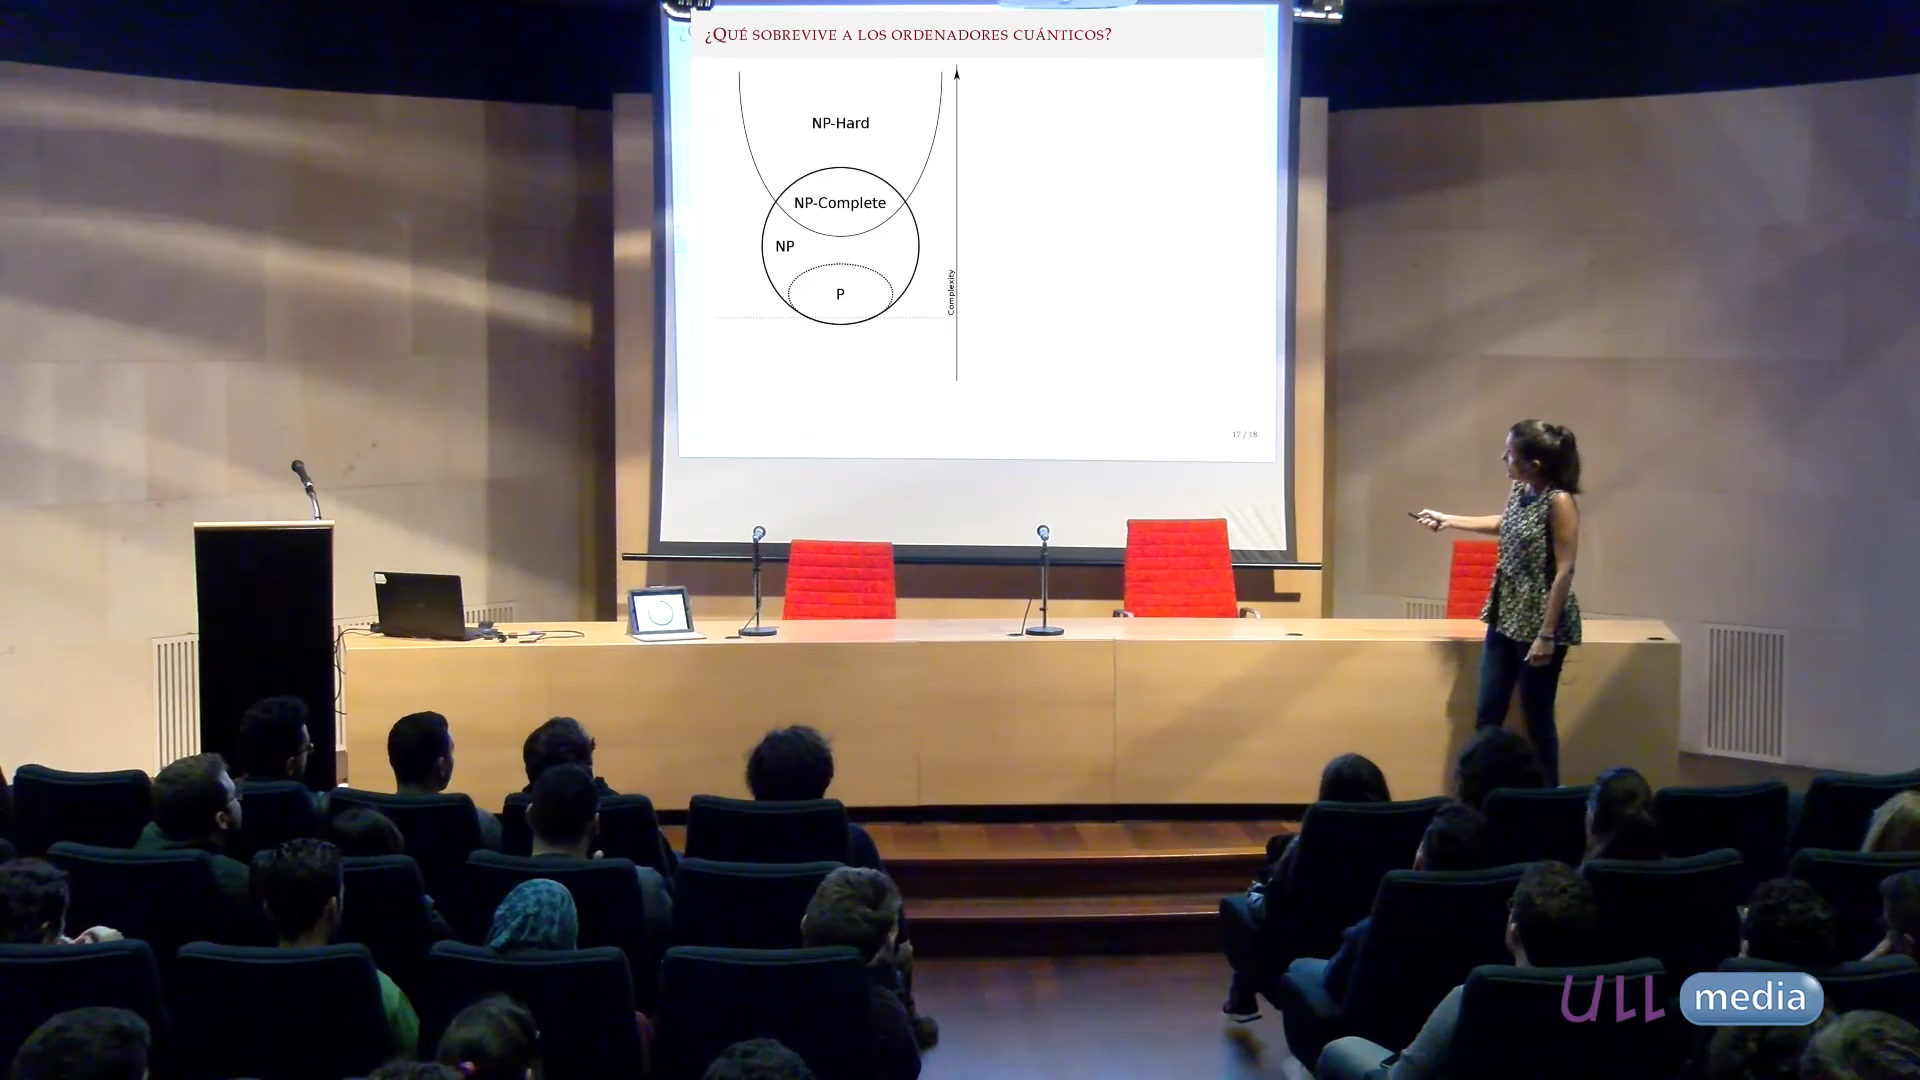 ¿QUÉ SOBREVIVE A LOS ORDENADORES CUÁNTICOS?
NP-Hard
NP-Complete
NP
P
Complexity
17 / 18
ULL media